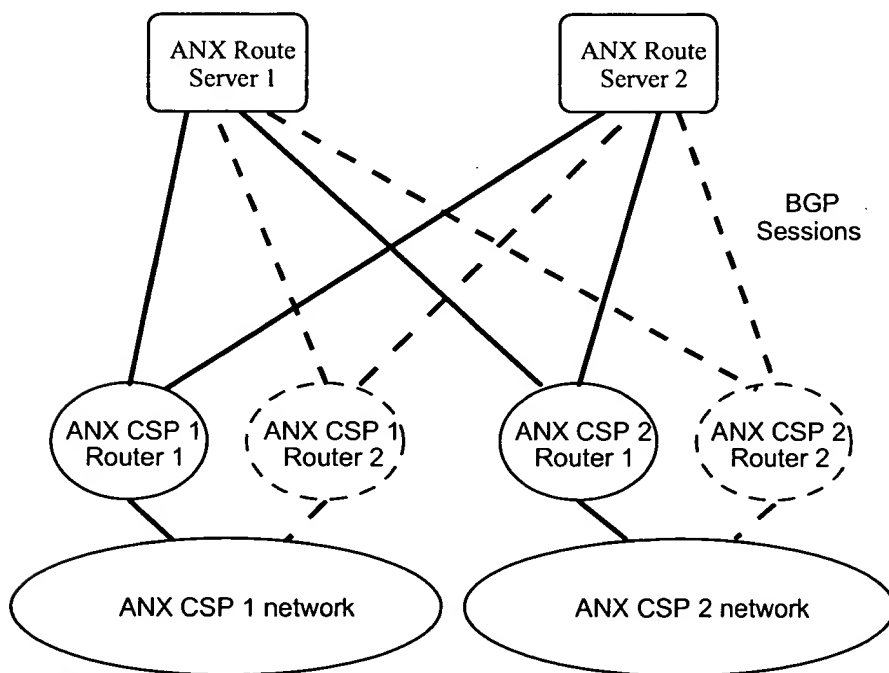 ANX Route
Server 1
ANX Route
Server 2
BGP
Sessions
ANX CSP 1
Router 1
ANX CSP 1
Router 2
ANX CSP 2
Router 1
ANX CSP 2
Router 2
ANX CSP 1 network
ANX CSP 2 network